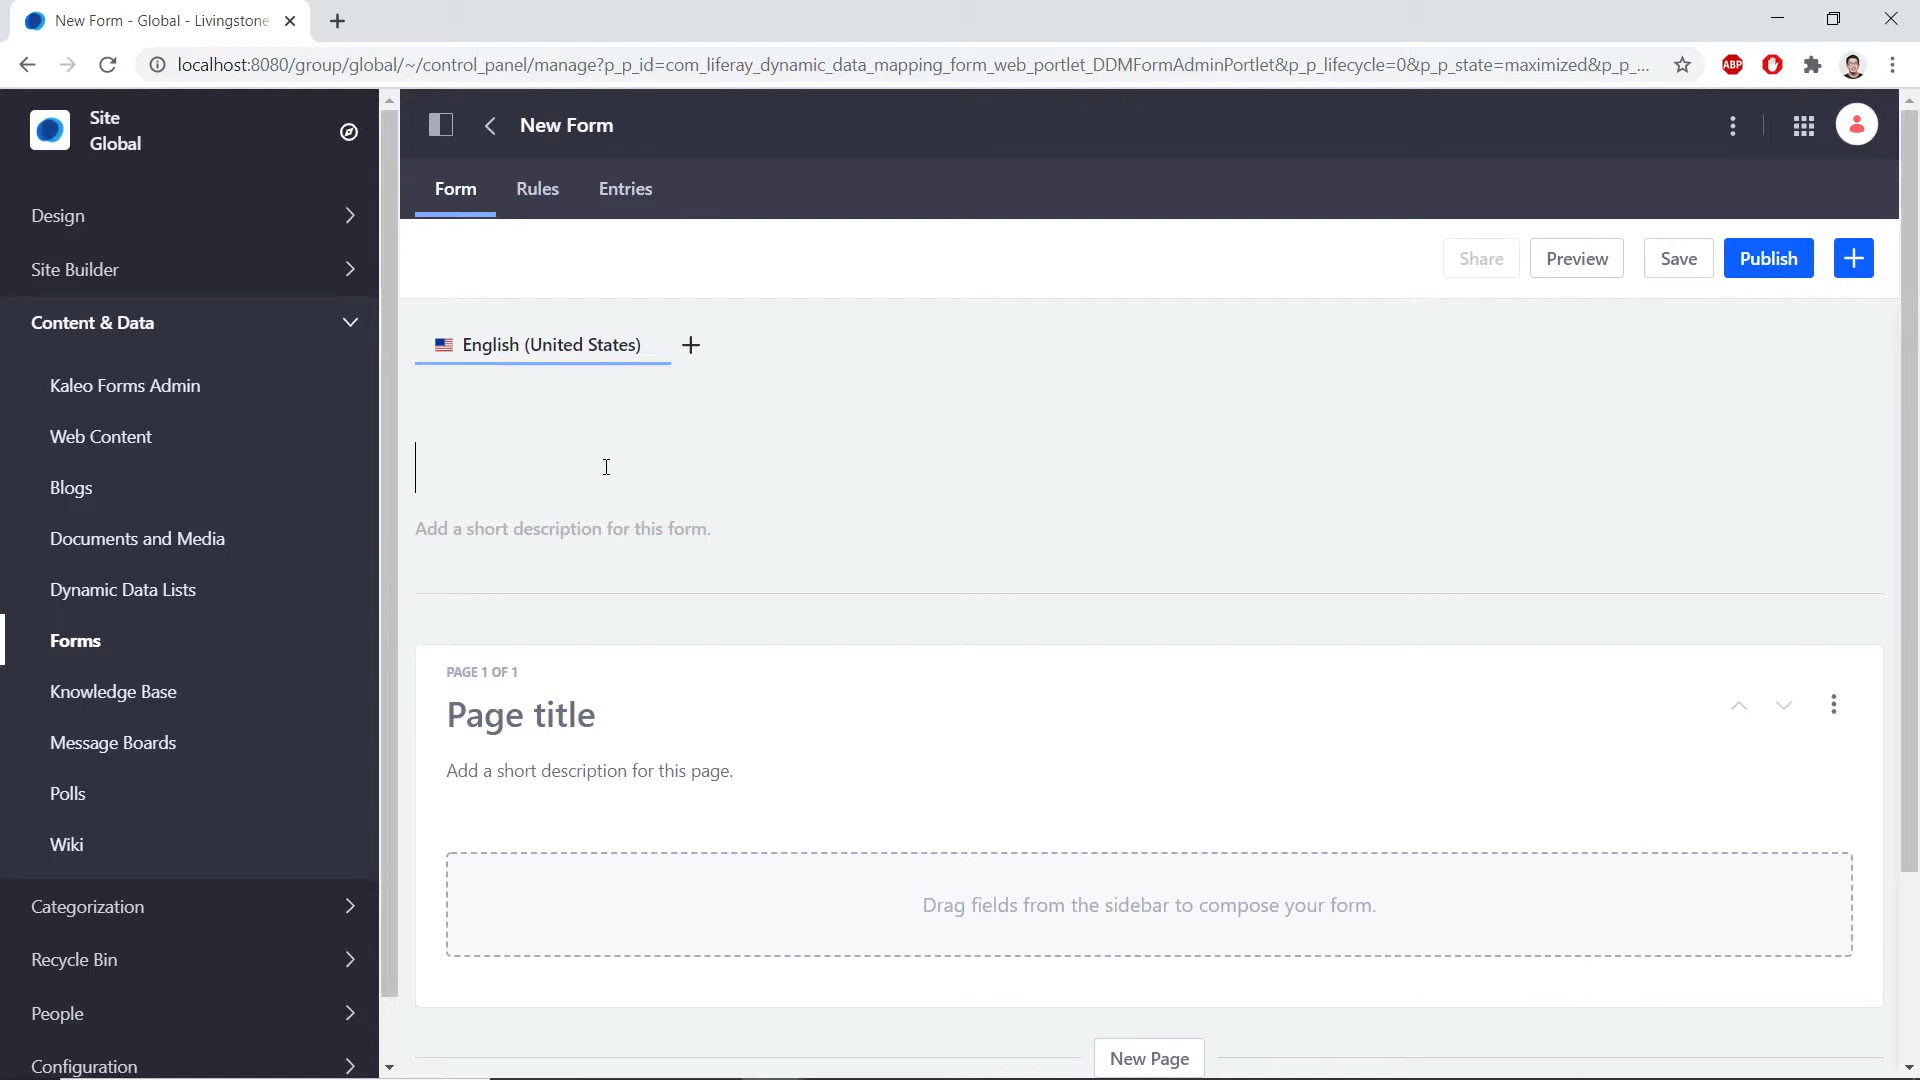 New Form - Global - Livingstone
localhost:8080/group/global/~/control_panel/manage?p_p_id=com_liferay_dynamic_data_mapping_form_web_portlet_DDMFormAdminPortlet&p_p_lifecycle=0&p_p_state=maximized&p_p_...
ABP
Site
Global
New Form
Form
Rules
Entries
Design
Site Builder
Content & Data
Kaleo Forms Admin
Web Content
Blogs
Documents and Media
Dynamic Data Lists
Forms
Knowledge Base
Message Boards
Polls
Wiki
Categorization
Recycle Bin
People
Configuration
Share
Preview
Save
Publish
English (United States)
Add a short description for this form.
PAGE 1 OF 1
Page title
Add a short description for this page.
Drag fields from the sidebar to compose your form.
New Page